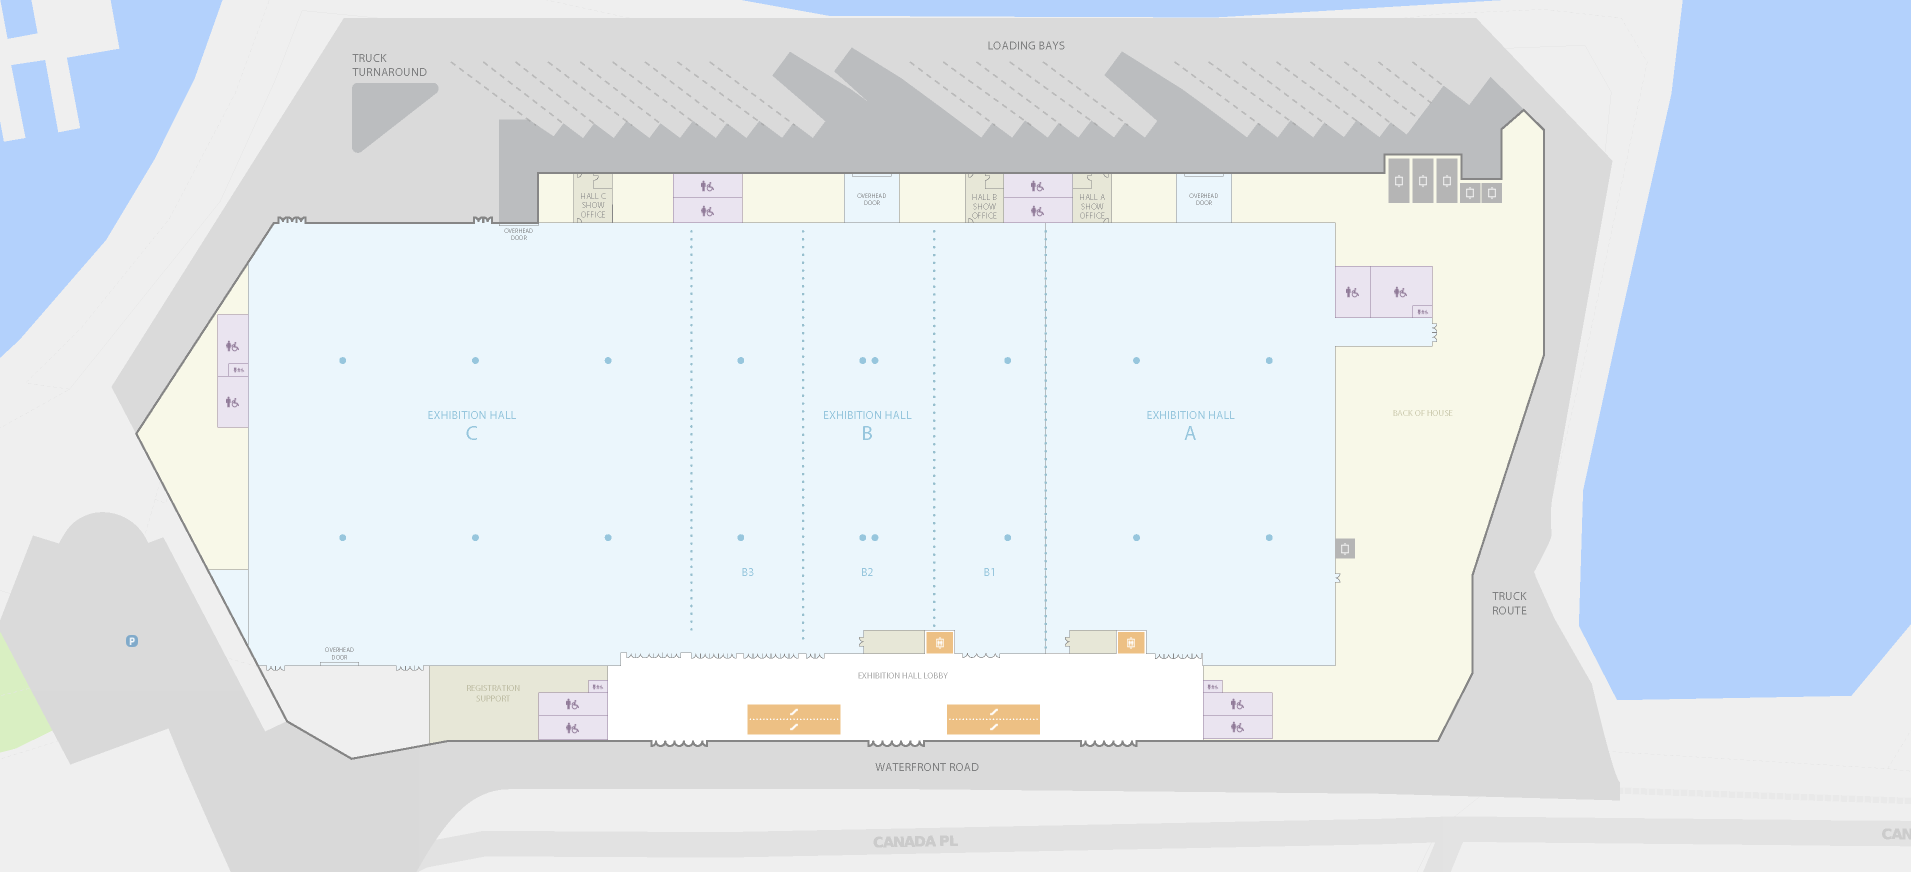 LOADING BAYS
TRUCK
TURNAROUND
HALL C
SHOW
OFFICE
OVERHEAD
DOOR
HALL B
SHOW
OFFICE
HALL A
SHOW
OFFICE
OVERHEAD
DOOR
OVERHEAD
DOOR
EXHIBITION HALL
C
EXHIBITION HALL
B
EXHIBITION HALL
A
BACK OF HOUSE
B3
B2
B1
TRUCK
ROUTE
P
OVERHEAD
DOOR
REGISTRATION
SUPPORT
EXHIBITION HALL LOBBY
WATERFRONT ROAD
CANADA PL
CAN